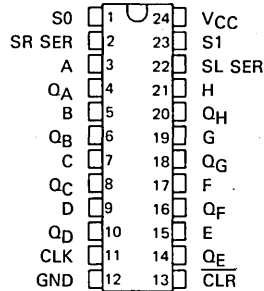 S0 1 24 VCC
SR SER 2 23 S1
A 3 22 SL SER
QA 4 21 H
B 5 20 QH
QB 6 19 G
C 7 18 QG
QC 8 17 F
D 9 16 QF
QD 10 15 E
CLK 11 14 QE
GND 12 13 CLR